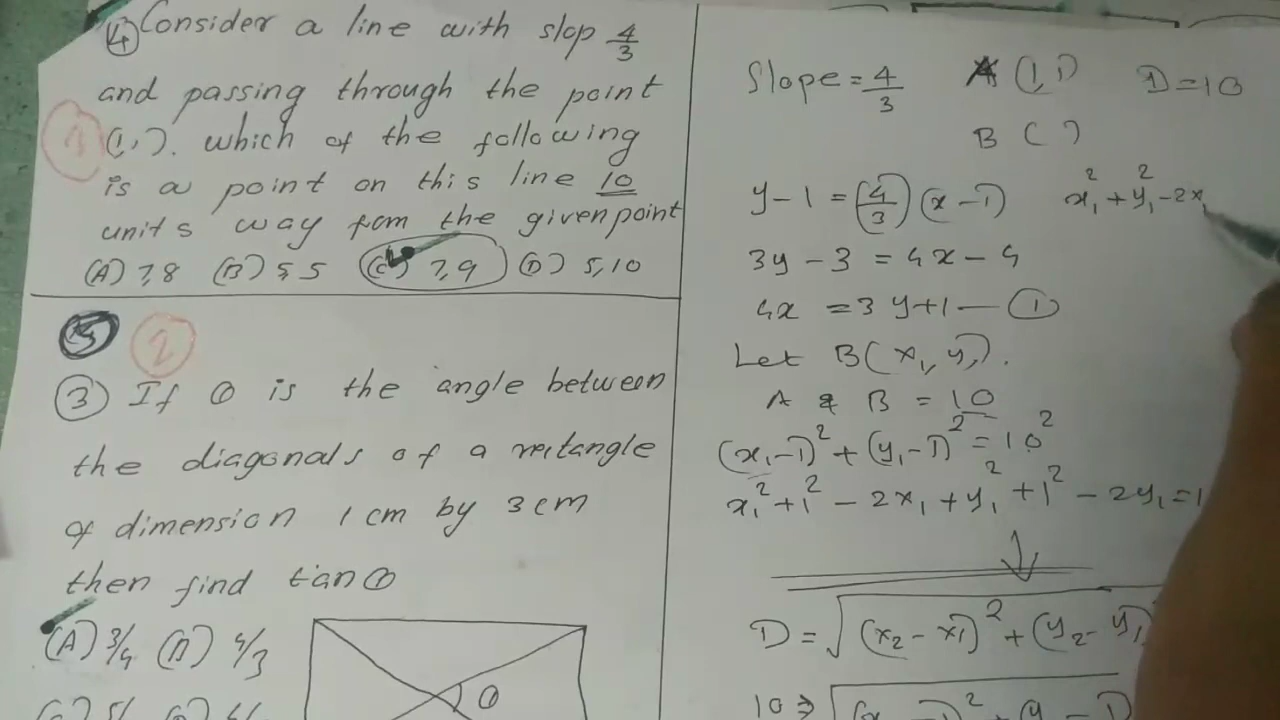 ④ Consider a line with slop 4/3
and passing through the point
1 (1,1). which of the following
is a point on this line 10
units way fom the given point
(A) 7,8 (B) 5,5 (C) 7,9 (D) 5,10
5 2
③ If θ is the angle between
the diagonals of a rectangle
of dimension 1 cm by 3 cm
then find tan θ
(A) 3/4 (B) 4/3
θ
Slope = 4/3 A (1,1) D = 10
B ( )
y - 1 = (4/3) (x - 1) x₁² + y₁² - 2x₁
3y - 3 = 4x - 4
4x = 3y + 1 — ①
Let B(x₁, y₁).
A & B = 10
(x₁-1)² + (y₁-1)² = 10²
x₁² + 1² - 2x₁ + y₁² + 1² - 2y₁ = 1
D = √(x₂ - x₁)² + (y₂ - y₁)
10 ⇒